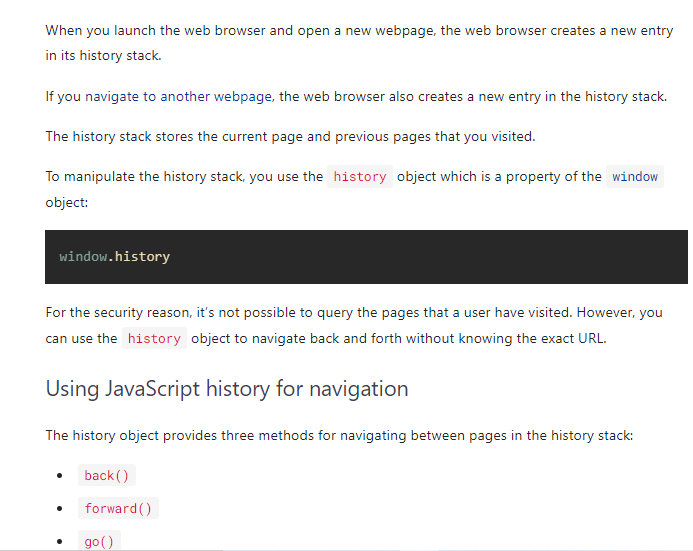 When you launch the web browser and open a new webpage, the web browser creates a new entry
in its history stack.
If you navigate to another webpage, the web browser also creates a new entry in the history stack.
The history stack stores the current page and previous pages that you visited.
To manipulate the history stack, you use the history object which is a property of the window
object:
window.history
For the security reason, it's not possible to query the pages that a user have visited. However, you
can use the history object to navigate back and forth without knowing the exact URL.
Using JavaScript history for navigation
The history object provides three methods for navigating between pages in the history stack:
• back()
• forward()
• go()